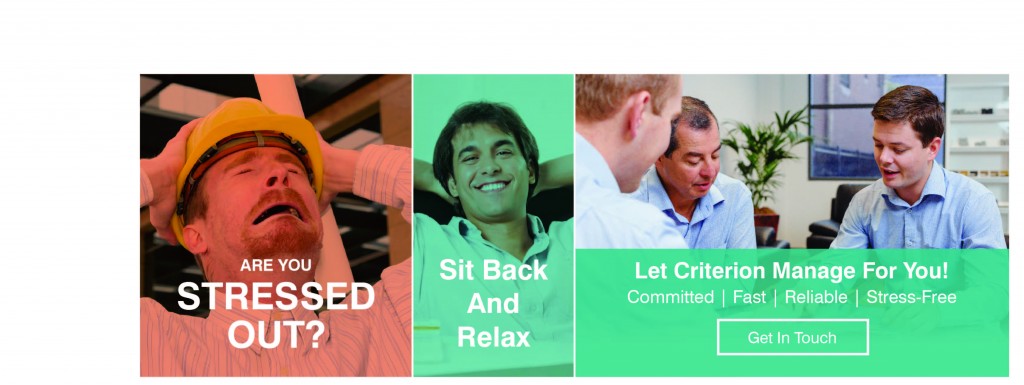 ARE YOU
STRESSED
OUT?
Sit Back
And
Relax
Let Criterion Manage For You!
Committed | Fast | Reliable | Stress-Free
Get In Touch